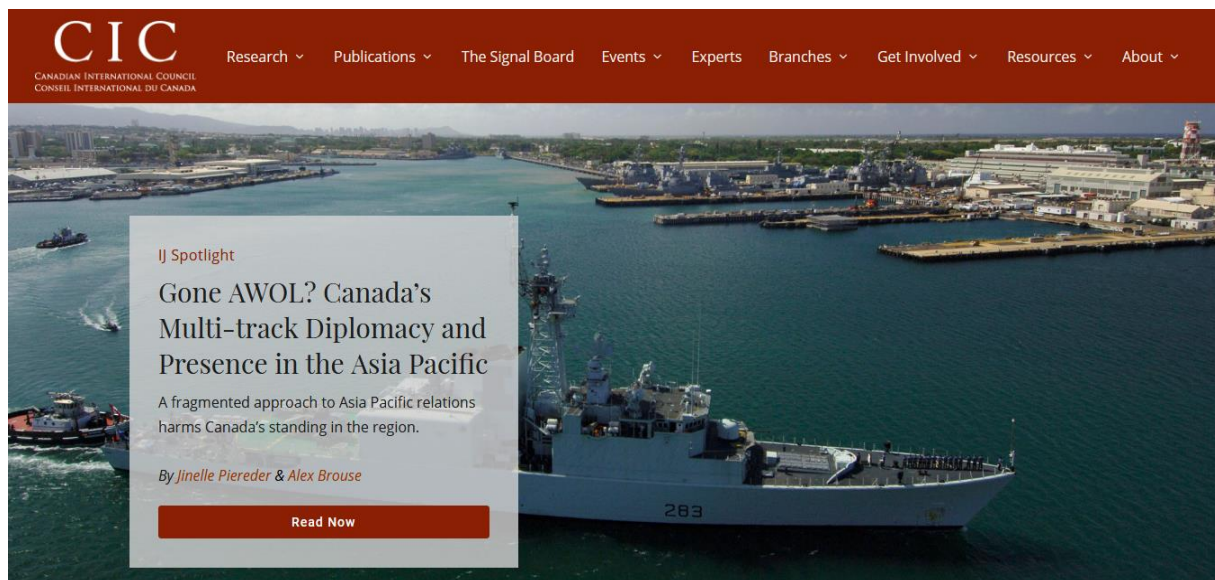 CIC
CANADIAN INTERNATIONAL COUNCIL
CONSEIL INTERNATIONAL DU CANADA
Research
Publications
The Signal Board
Events
Experts
Branches
Get Involved
Resources
About
IJ Spotlight
Gone AWOL? Canada's
Multi-track Diplomacy and
Presence in the Asia Pacific
A fragmented approach to Asia Pacific relations
harms Canada's standing in the region.
By Jinelle Piereder & Alex Brouse
Read Now
283